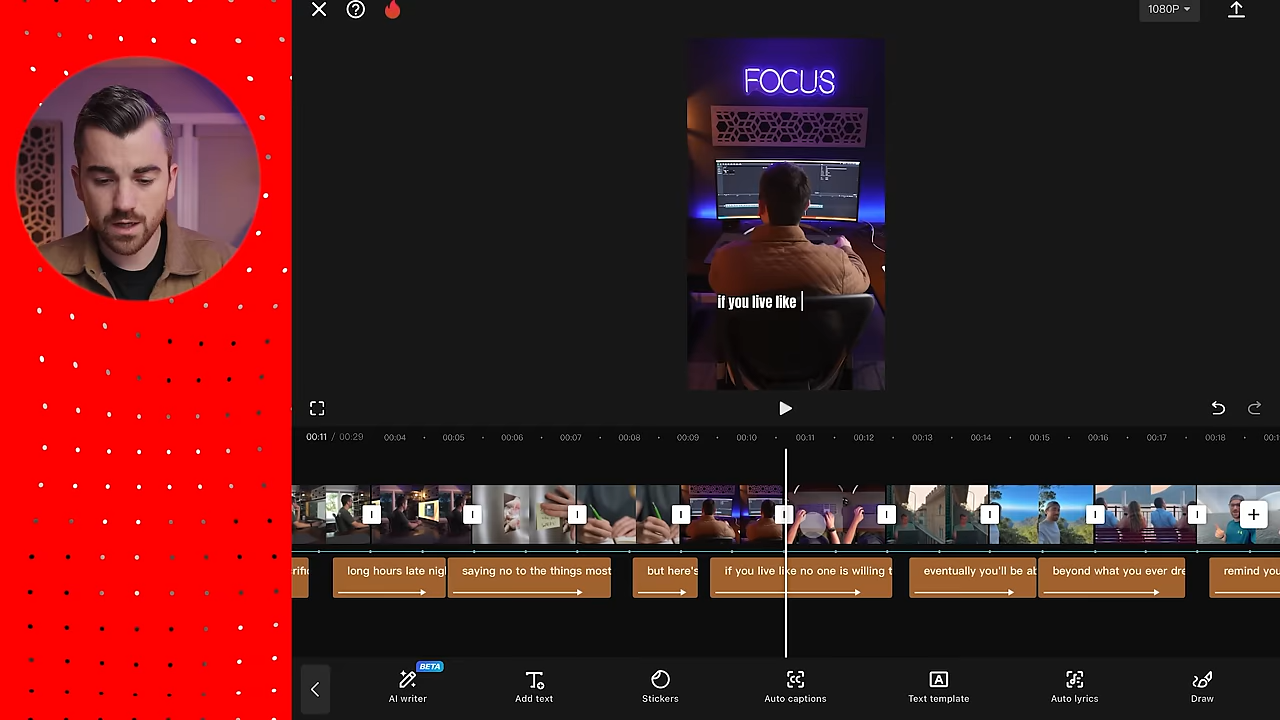 1080P
FOCUS
if you live like
00:11 / 00:29
00:04 00:05 00:06 00:07 00:08 00:09 00:10 00:11 00:12 00:13 00:14 00:15 00:16 00:17 00:18
long hours late nig
saying no to the things most
but here's
if you live like no one is willing t
eventually you'll be ab
beyond what you ever dre
remind you
BETA
AI writer
Add text
Stickers
Auto captions
Text template
Auto lyrics
Draw